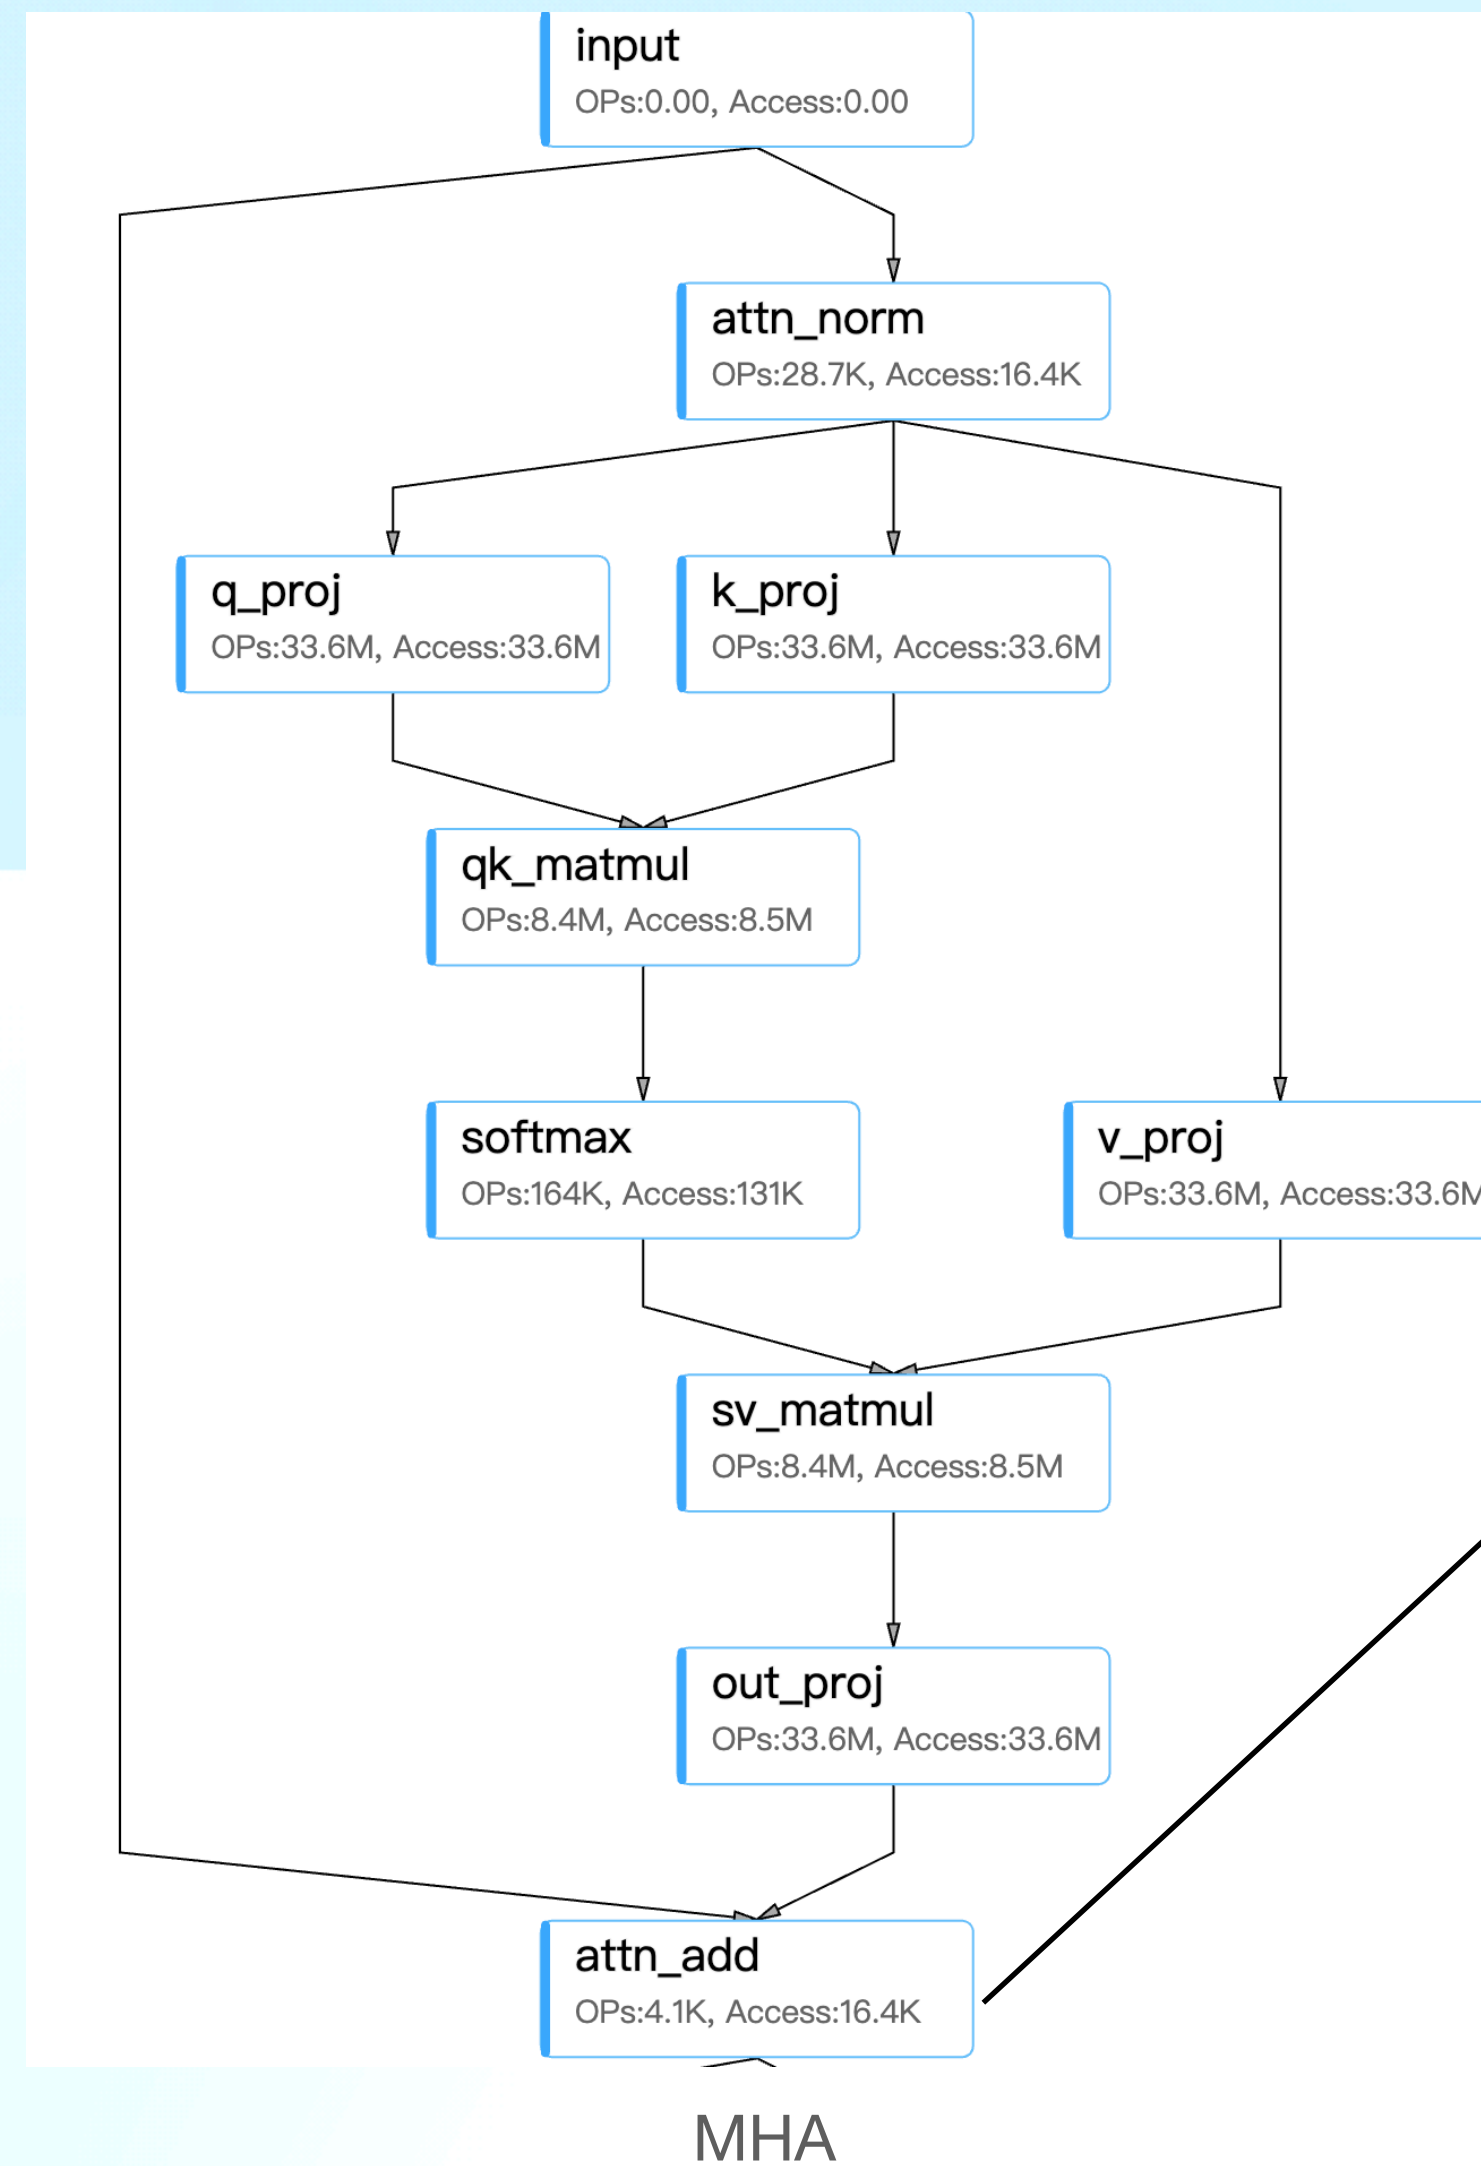 input
OPs:0.00, Access:0.00
attn_norm
OPs:28.7K, Access:16.4K
q_proj
OPs:33.6M, Access:33.6M
k_proj
OPs:33.6M, Access:33.6M
qk_matmul
OPs:8.4M, Access:8.5M
softmax
OPs:164K, Access:131K
v_proj
OPs:33.6M, Access:33.6M
sv_matmul
OPs:8.4M, Access:8.5M
out_proj
OPs:33.6M, Access:33.6M
attn_add
OPs:4.1K, Access:16.4K
MHA